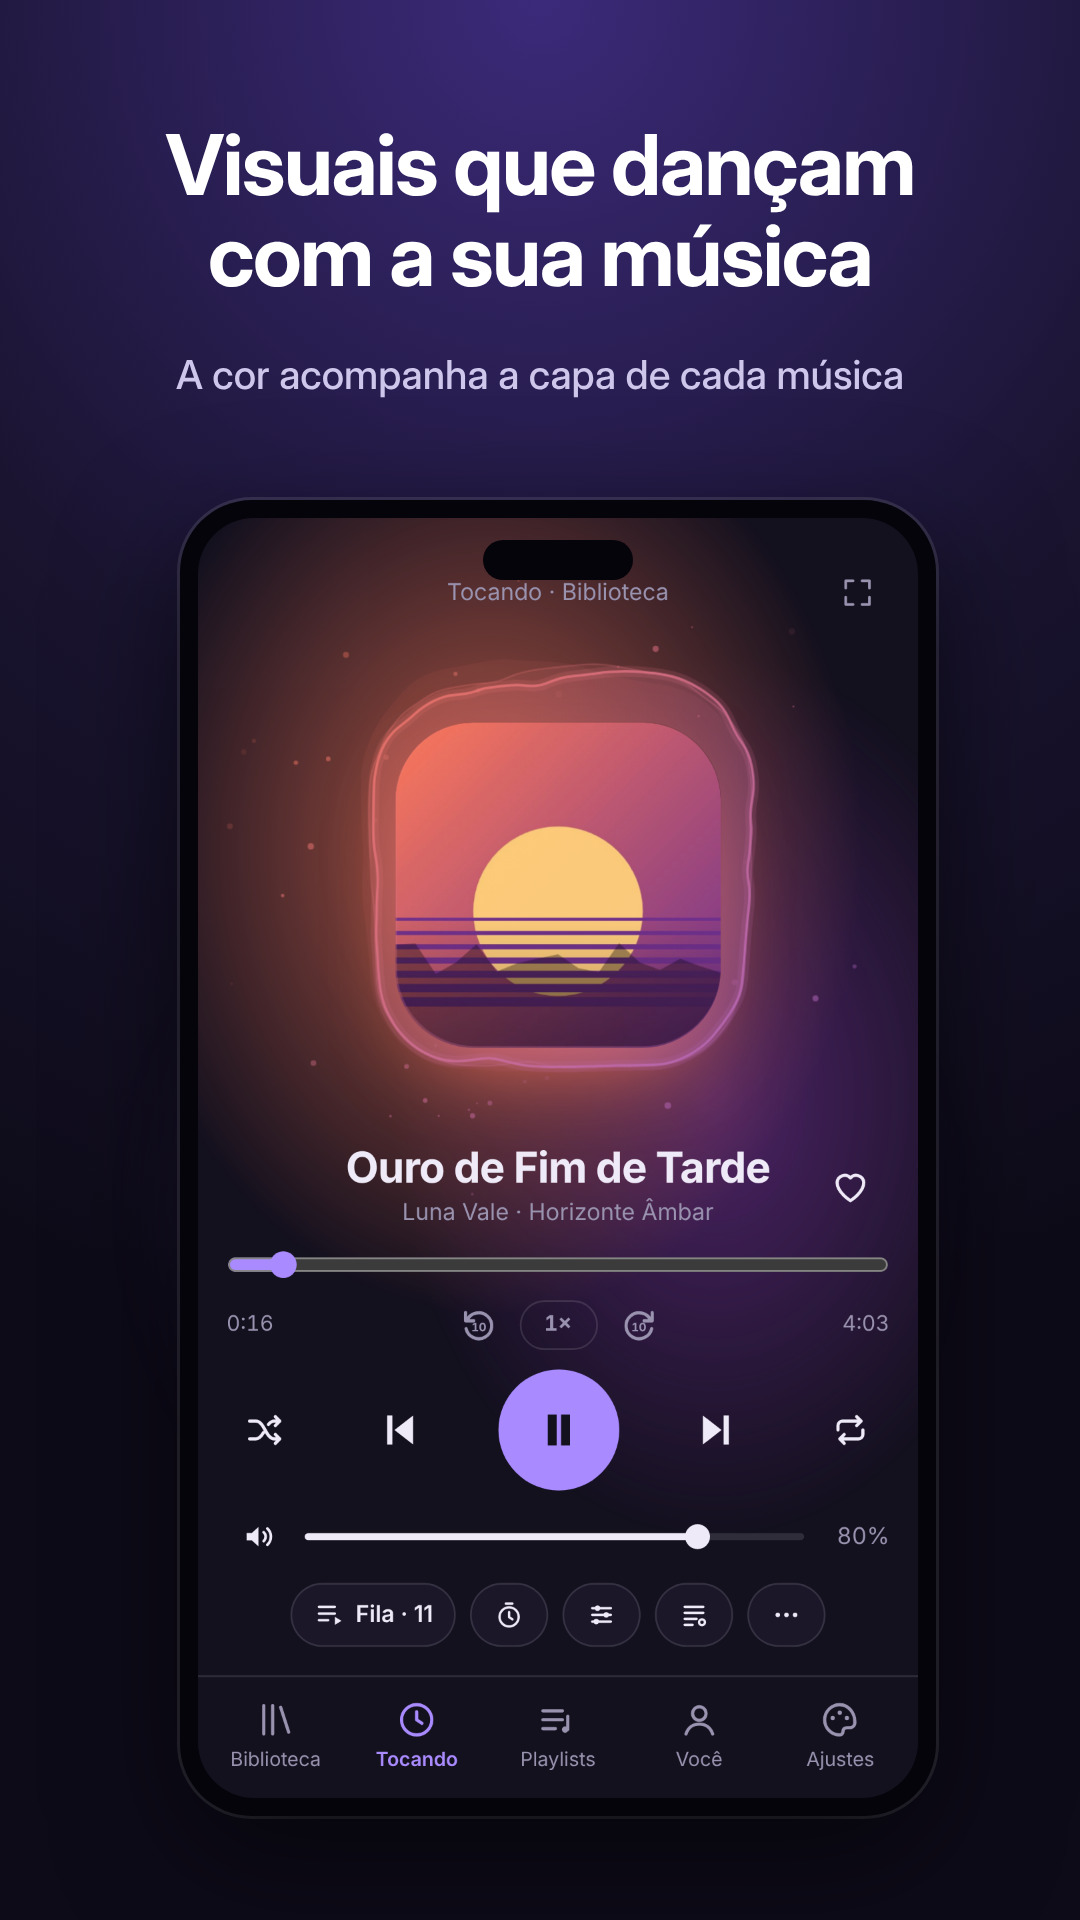 Visuais que dançam
com a sua música
A cor acompanha a capa de cada música
Tocando · Biblioteca
Ouro de Fim de Tarde
Luna Vale · Horizonte Âmbar
0:16
10
1×
10
4:03
80%
Fila · 11
Biblioteca
Tocando
Playlists
Você
Ajustes